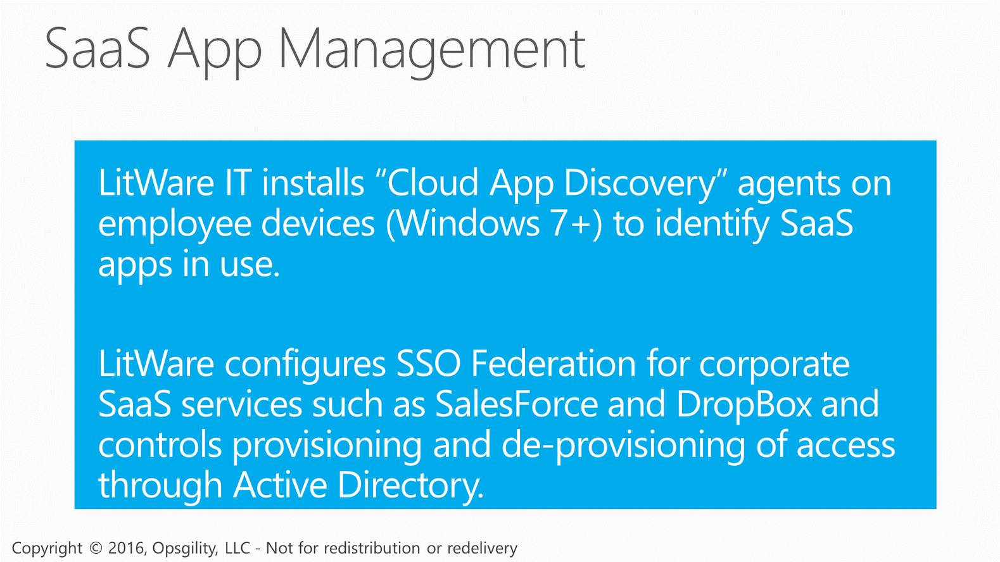 SaaS App Management
LitWare IT installs “Cloud App Discovery” agents on
employee devices (Windows 7+) to identify SaaS
apps in use.
LitWare configures SSO Federation for corporate
SaaS services such as SalesForce and DropBox and
controls provisioning and de-provisioning of access
through Active Directory.
Copyright © 2016, Opsgility, LLC - Not for redistribution or redelivery